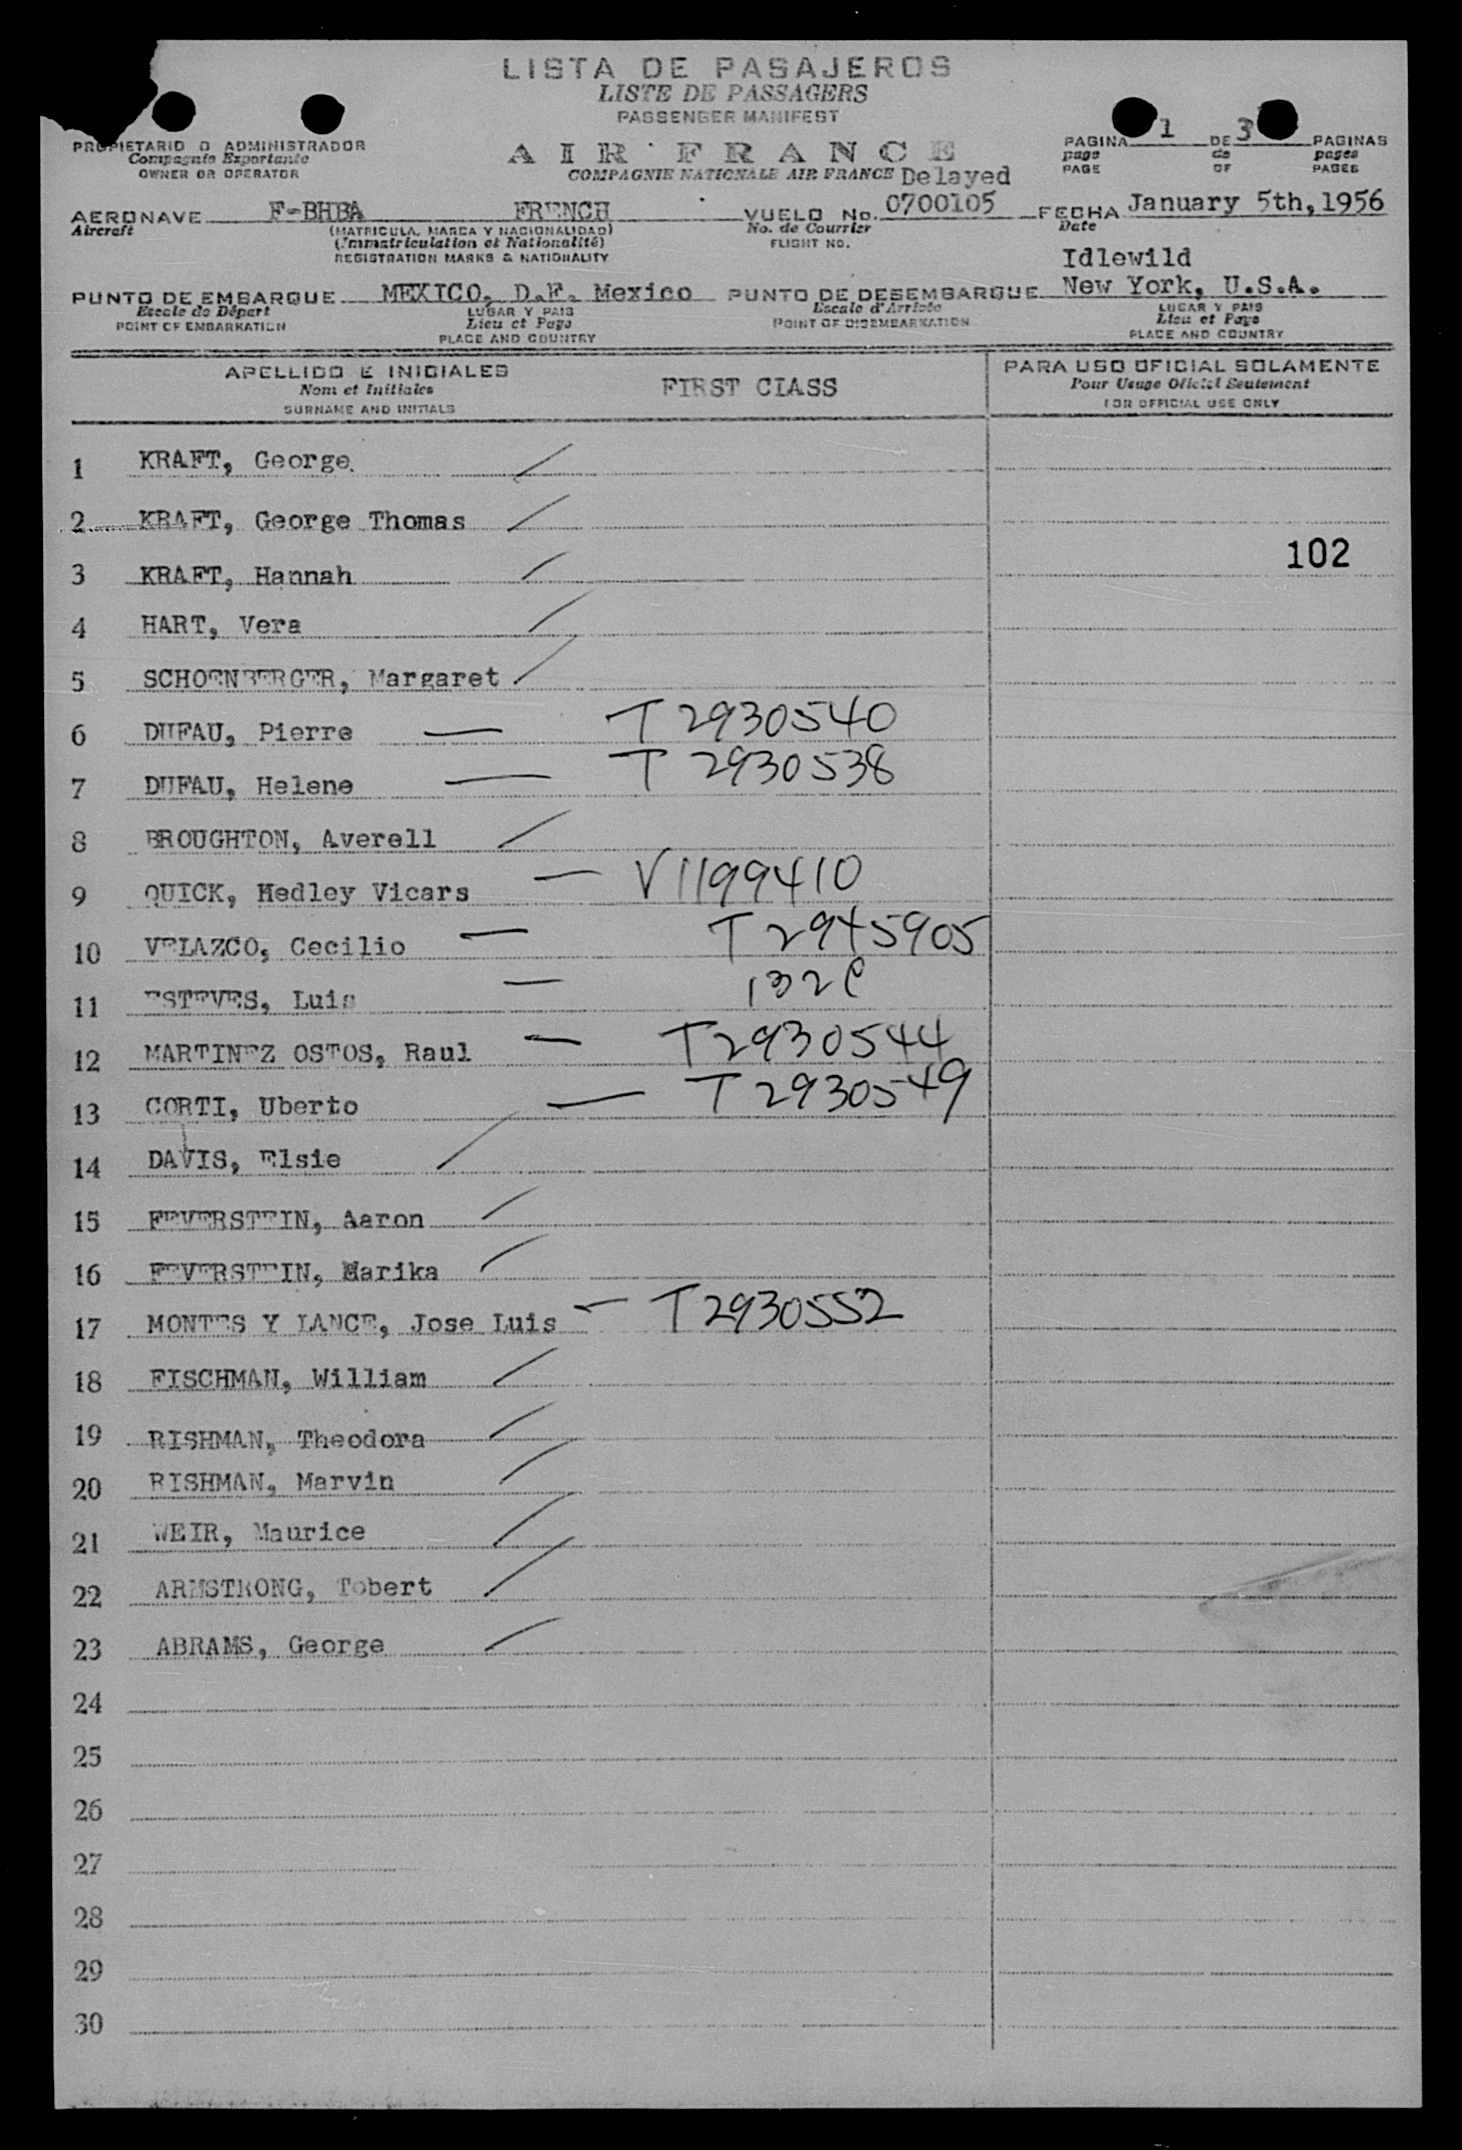 LISTA DE PASAJEROS
LISTE DE PASSAGERS
PASSENGER MANIFEST
PROPIETARIO O ADMINISTRADOR
Compagnie Exportante
OWNER OR OPERATOR
AIR FRANCE
COMPAGNIE NATIONALE AIR FRANCE Delayed
PAGINA 1 DE 3 PAGINAS
page de pages
PAGE OF PAGES
AERONAVE F-BHBA FRENCH VUELO No. 0700105 FECHA January 5th, 1956
Aircraft (MATRICULA, MARCA Y NACIONALIDAD) No. de Courrier Date
(Immatriculation et Nationalité) FLIGHT NO.
REGISTRATION MARKS & NATIONALITY
Idlewild
PUNTO DE EMBARQUE MEXICO, D.F. Mexico PUNTO DE DESEMBARQUE New York, U.S.A.
Escale de Départ LUGAR Y PAIS Escale d'Arrivée LUGAR Y PAIS
POINT OF EMBARKATION Lieu et Pays POINT OF DISEMBARKATION Lieu et Pays
PLACE AND COUNTRY PLACE AND COUNTRY
APELLIDO E INICIALES FIRST CLASS PARA USO OFICIAL SOLAMENTE
Nom et Initiales Pour Usage Officiel Seulement
SURNAME AND INITIALS FOR OFFICIAL USE ONLY
1 KRAFT, George.
2 KRAFT, George Thomas
102
3 KRAFT, Hannah
4 HART, Vera
5 SCHOENBERGER, Margaret
6 DUFAU, Pierre — T 2930540
7 DUFAU, Helene — T 2930538
8 BROUGHTON, Averell
9 QUICK, Hedley Vicars — V1199410
10 VELAZCO, Cecilio — T 2945905
11 ESTEVES, Luis — 132
12 MARTINEZ OSTOS, Raul — T2930544
13 CORTI, Uberto — T 2930549
14 DAVIS, Elsie
15 FEVERSTEIN, Aaron
16 FEVERSTEIN, Marika
17 MONTES Y LANCE, Jose Luis — T2930552
18 FISCHMAN, William
19 RISHMAN, Theodora
20 RISHMAN, Marvin
21 WEIR, Maurice
22 ARMSTRONG, Tobert
23 ABRAMS, George
24
25
26
27
28
29
30